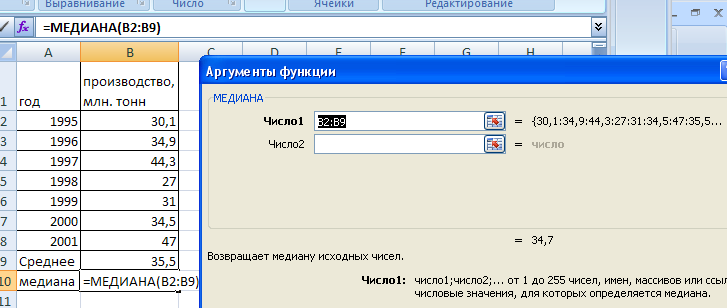 Выравнивание Число Ячейки Редактирование
=МЕДИАНА(B2:B9)
A B C D E F G H
1 год производство, млн. тонн
2 1995 30,1
3 1996 34,9
4 1997 44,3
5 1998 27
6 1999 31
7 2000 34,5
8 2001 47
9 Среднее 35,5
10 медиана =МЕДИАНА(B2:B9)
11
Аргументы функции
МЕДИАНА
Число1 B2:B9 = {30,1:34,9:44,3:27:31:34,5:47:35,5...
Число2 = число
= 34,7
Возвращает медиану исходных чисел.
Число1: число1;число2;... от 1 до 255 чисел, имен, массивов или ссы
числовые значения, для которых определяется медиана.